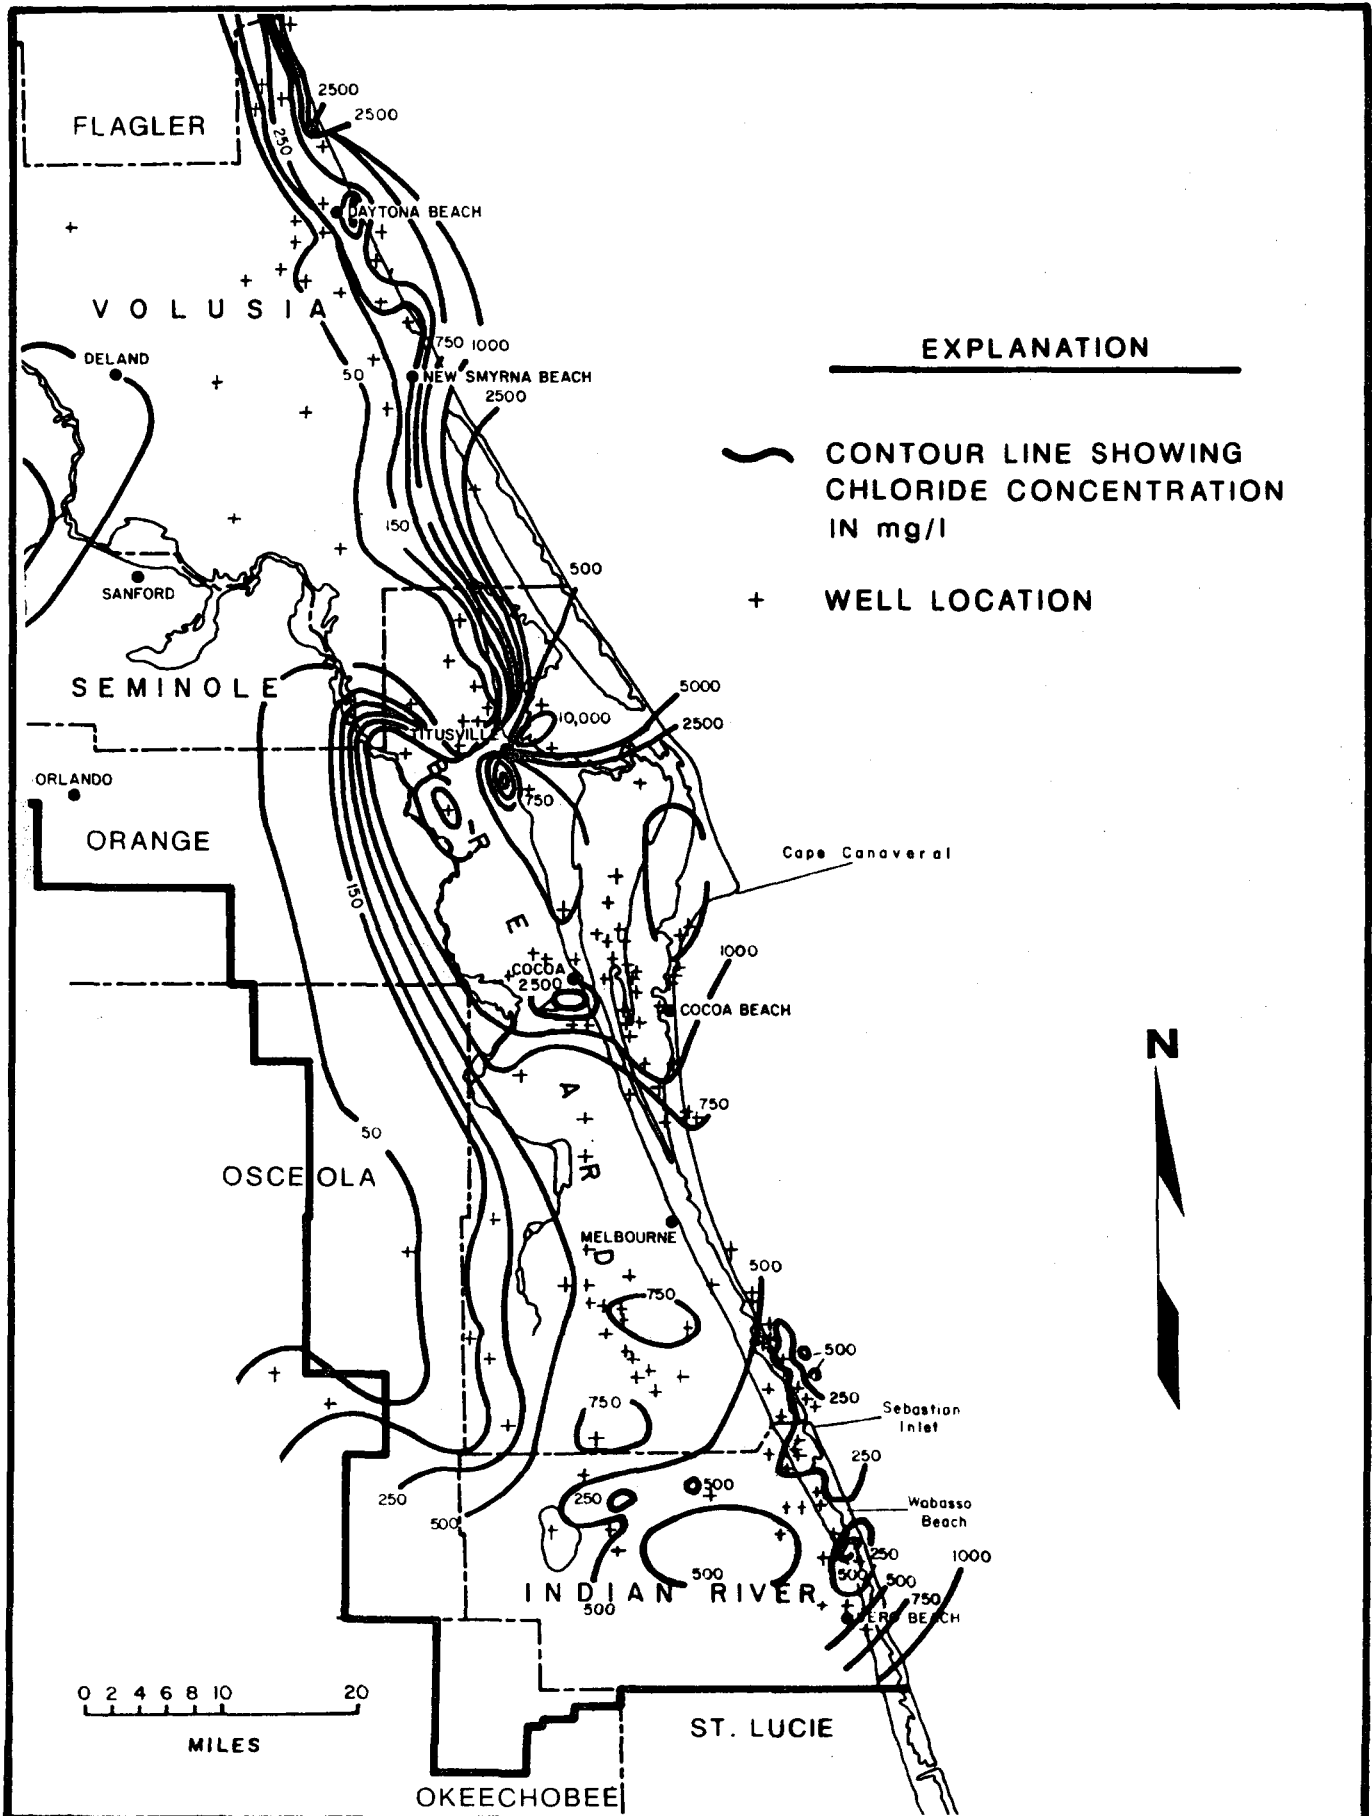 2500
2500
FLAGLER
250
DAYTONA BEACH
VOLUSIA
750 1000
DELAND
50
NEW SMYRNA BEACH
2500
EXPLANATION
CONTOUR LINE SHOWING
CHLORIDE CONCENTRATION
IN mg/l
WELL LOCATION
150
500
SANFORD
SEMINOLE
5000
10,000
2500
TITUSVILLE
ORLANDO
750
ORANGE
Cape Canaveral
150
BREVARD
1000
COCOA
2500
COCOA BEACH
750
50
OSCEOLA
MELBOURNE
500
750
500
250
750
Sebastian
Inlet
250
250
250
500
Wabasso
Beach
500
250
1000
500
500
500
INDIAN RIVER
750
500
VERO BEACH
N
0 2 4 6 8 10 20
MILES
ST. LUCIE
OKEECHOBEE